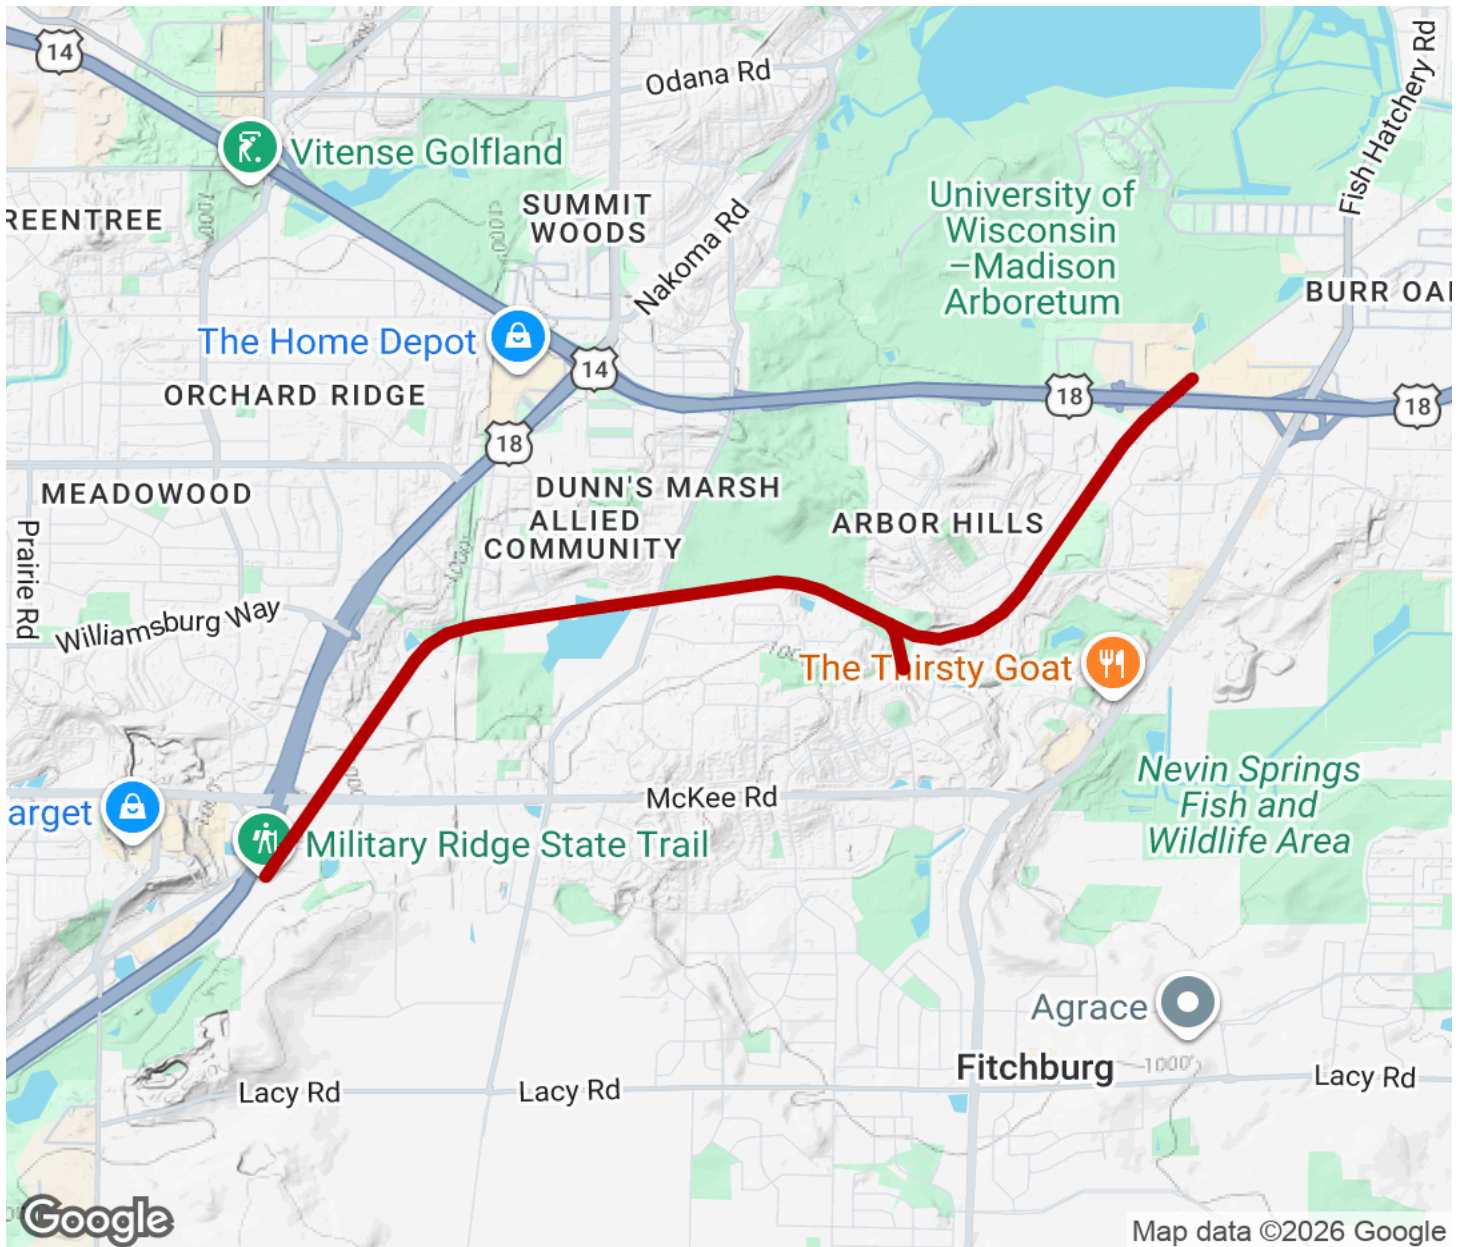 14
Odana Rd
Fish Hatchery Rd
Vitense Golfland
1000'
SUMMIT
WOODS
University of
Wisconsin
–Madison
Arboretum
REENTREE
Nakoma Rd
BURR OA
The Home Depot
14
18
18
ORCHARD RIDGE
18
MEADOWOOD
DUNN'S MARSH
ALLIED
COMMUNITY
ARBOR HILLS
Prairie Rd
Williamsburg Way
The Thirsty Goat
McKee Rd
Nevin Springs
Fish and
Wildlife Area
arget
Military Ridge State Trail
Agrace
Fitchburg
1000'
Lacy Rd
Lacy Rd
Lacy Rd
Google
Map data ©2026 Google